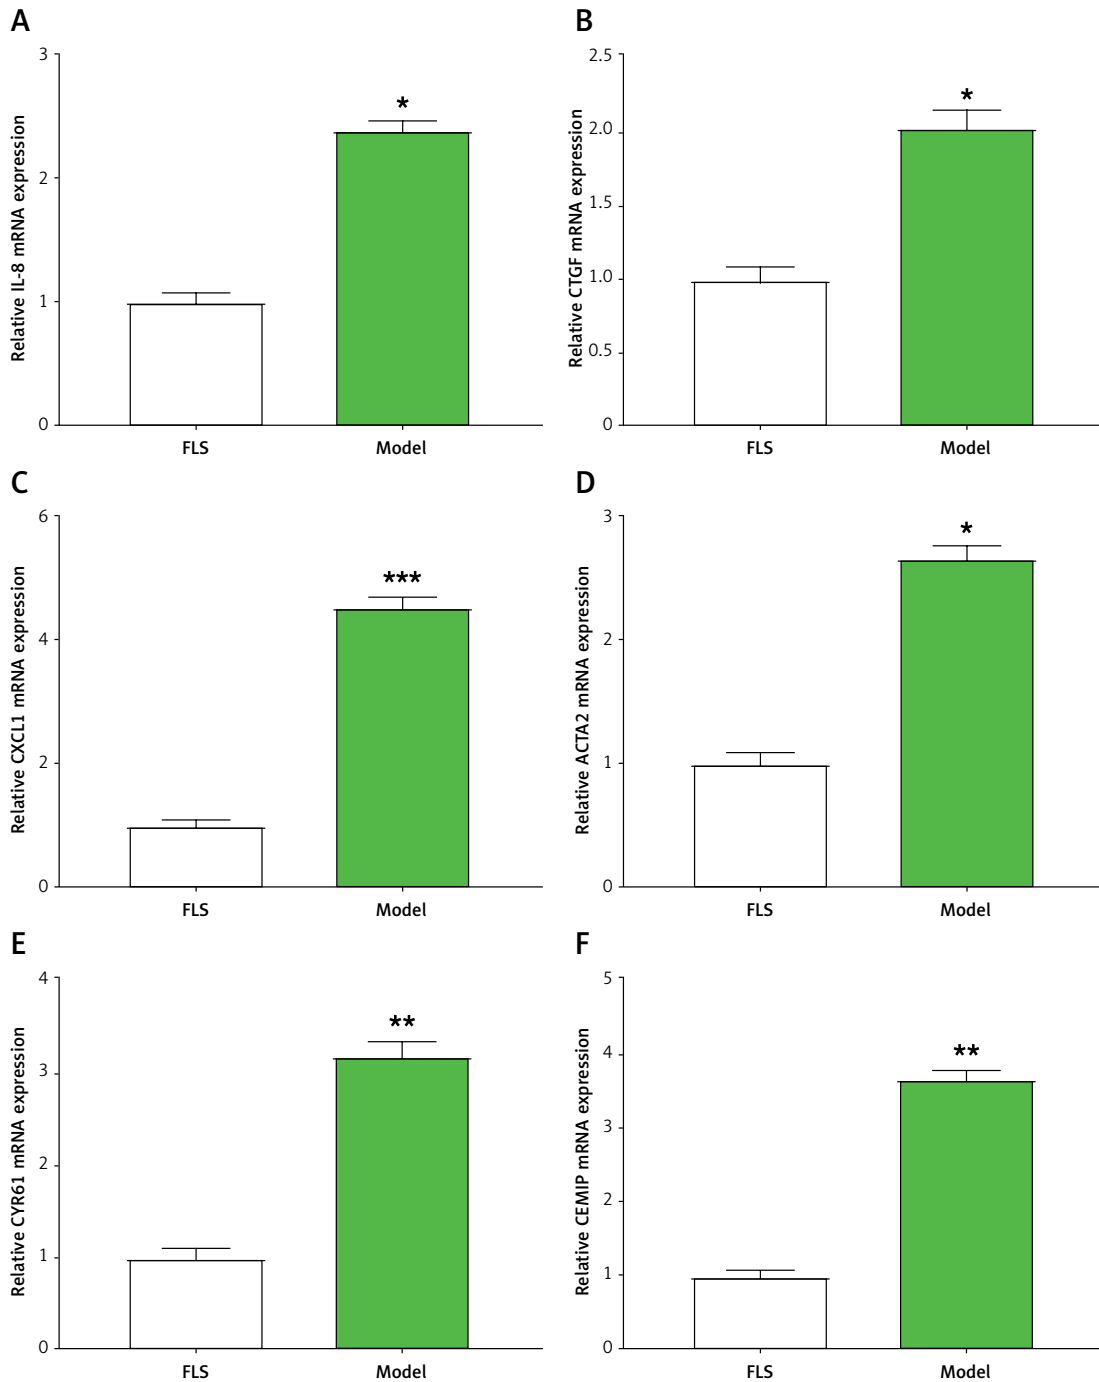 A
Relative IL-8 mRNA expression
3
2
1
0
*
FLS
Model
B
Relative CTGF mRNA expression
2.5
2.0
1.5
1.0
0.5
0
*
FLS
Model
C
Relative CXCL1 mRNA expression
6
4
2
0
***
FLS
Model
D
Relative ACTA2 mRNA expression
3
2
1
0
*
FLS
Model
E
Relative CYR61 mRNA expression
4
3
2
1
0
**
FLS
Model
F
Relative CEMIP mRNA expression
5
4
3
2
1
0
**
FLS
Model